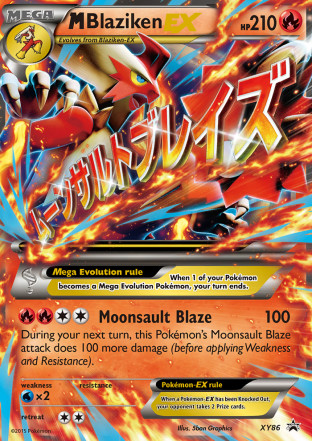 MEGA M Blaziken EX HP210
Evolves from Blaziken-EX
ムーンサルトブレイズ
Mega Evolution rule
When 1 of your Pokémon
becomes a Mega Evolution Pokémon, your turn ends.
Moonsault Blaze 100
During your next turn, this Pokémon's Moonsault Blaze
attack does 100 more damage (before applying Weakness
and Resistance).
weakness resistance
×2
Pokémon-EX rule
When a Pokémon-EX has been Knocked Out,
your opponent takes 2 Prize cards.
retreat
Illus. 5ban Graphics
XY86
©2015 Pokémon